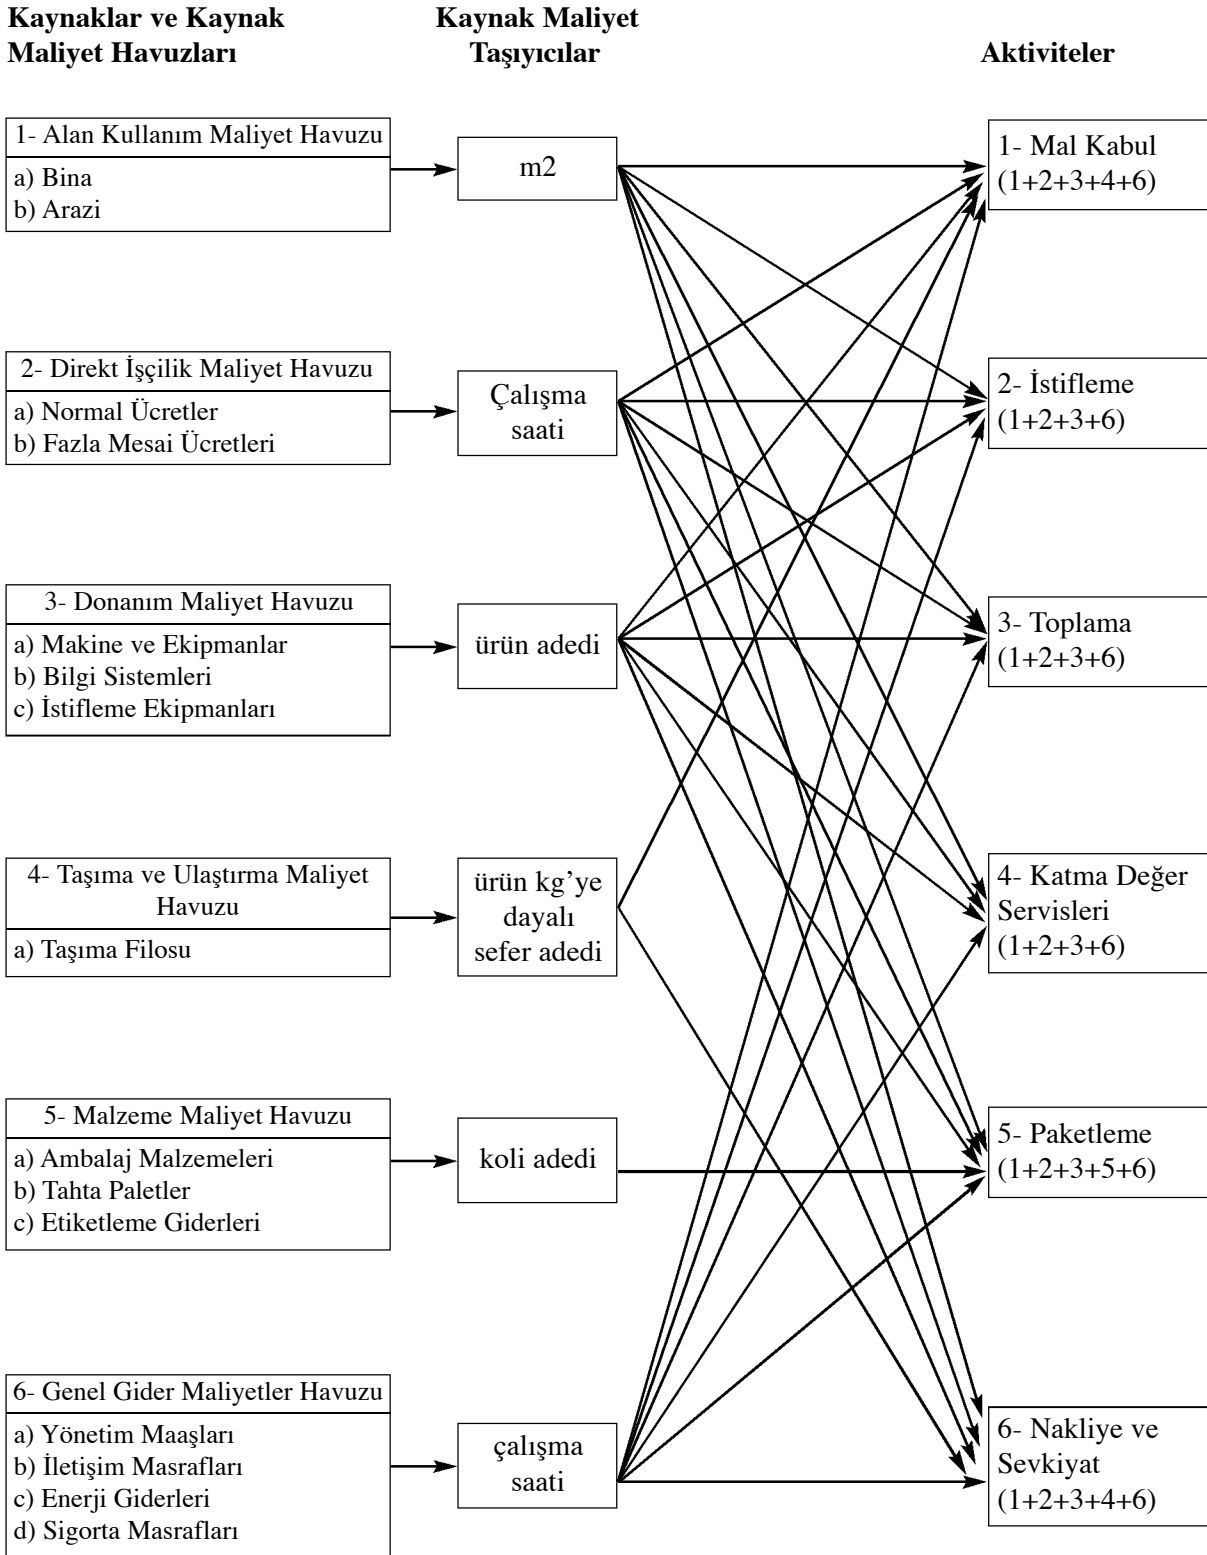 Kaynaklar ve Kaynak
Maliyet Havuzları
Kaynak Maliyet
Taşıyıcılar
Aktiviteler
1- Alan Kullanım Maliyet Havuzu
a) Bina
b) Arazi
m2
1- Mal Kabul
(1+2+3+4+6)
2- Direkt İşçilik Maliyet Havuzu
a) Normal Ücretler
b) Fazla Mesai Ücretleri
Çalışma
saati
2- İstifleme
(1+2+3+6)
3- Donanım Maliyet Havuzu
a) Makine ve Ekipmanlar
b) Bilgi Sistemleri
c) İstifleme Ekipmanları
ürün adedi
3- Toplama
(1+2+3+6)
4- Taşıma ve Ulaştırma Maliyet
Havuzu
a) Taşıma Filosu
ürün kg’ye
dayalı
sefer adedi
4- Katma Değer
Servisleri
(1+2+3+6)
5- Malzeme Maliyet Havuzu
a) Ambalaj Malzemeleri
b) Tahta Paletler
c) Etiketleme Giderleri
koli adedi
5- Paketleme
(1+2+3+5+6)
6- Genel Gider Maliyetler Havuzu
a) Yönetim Maaşları
b) İletişim Masrafları
c) Enerji Giderleri
d) Sigorta Masrafları
çalışma
saati
6- Nakliye ve
Sevkiyat
(1+2+3+4+6)